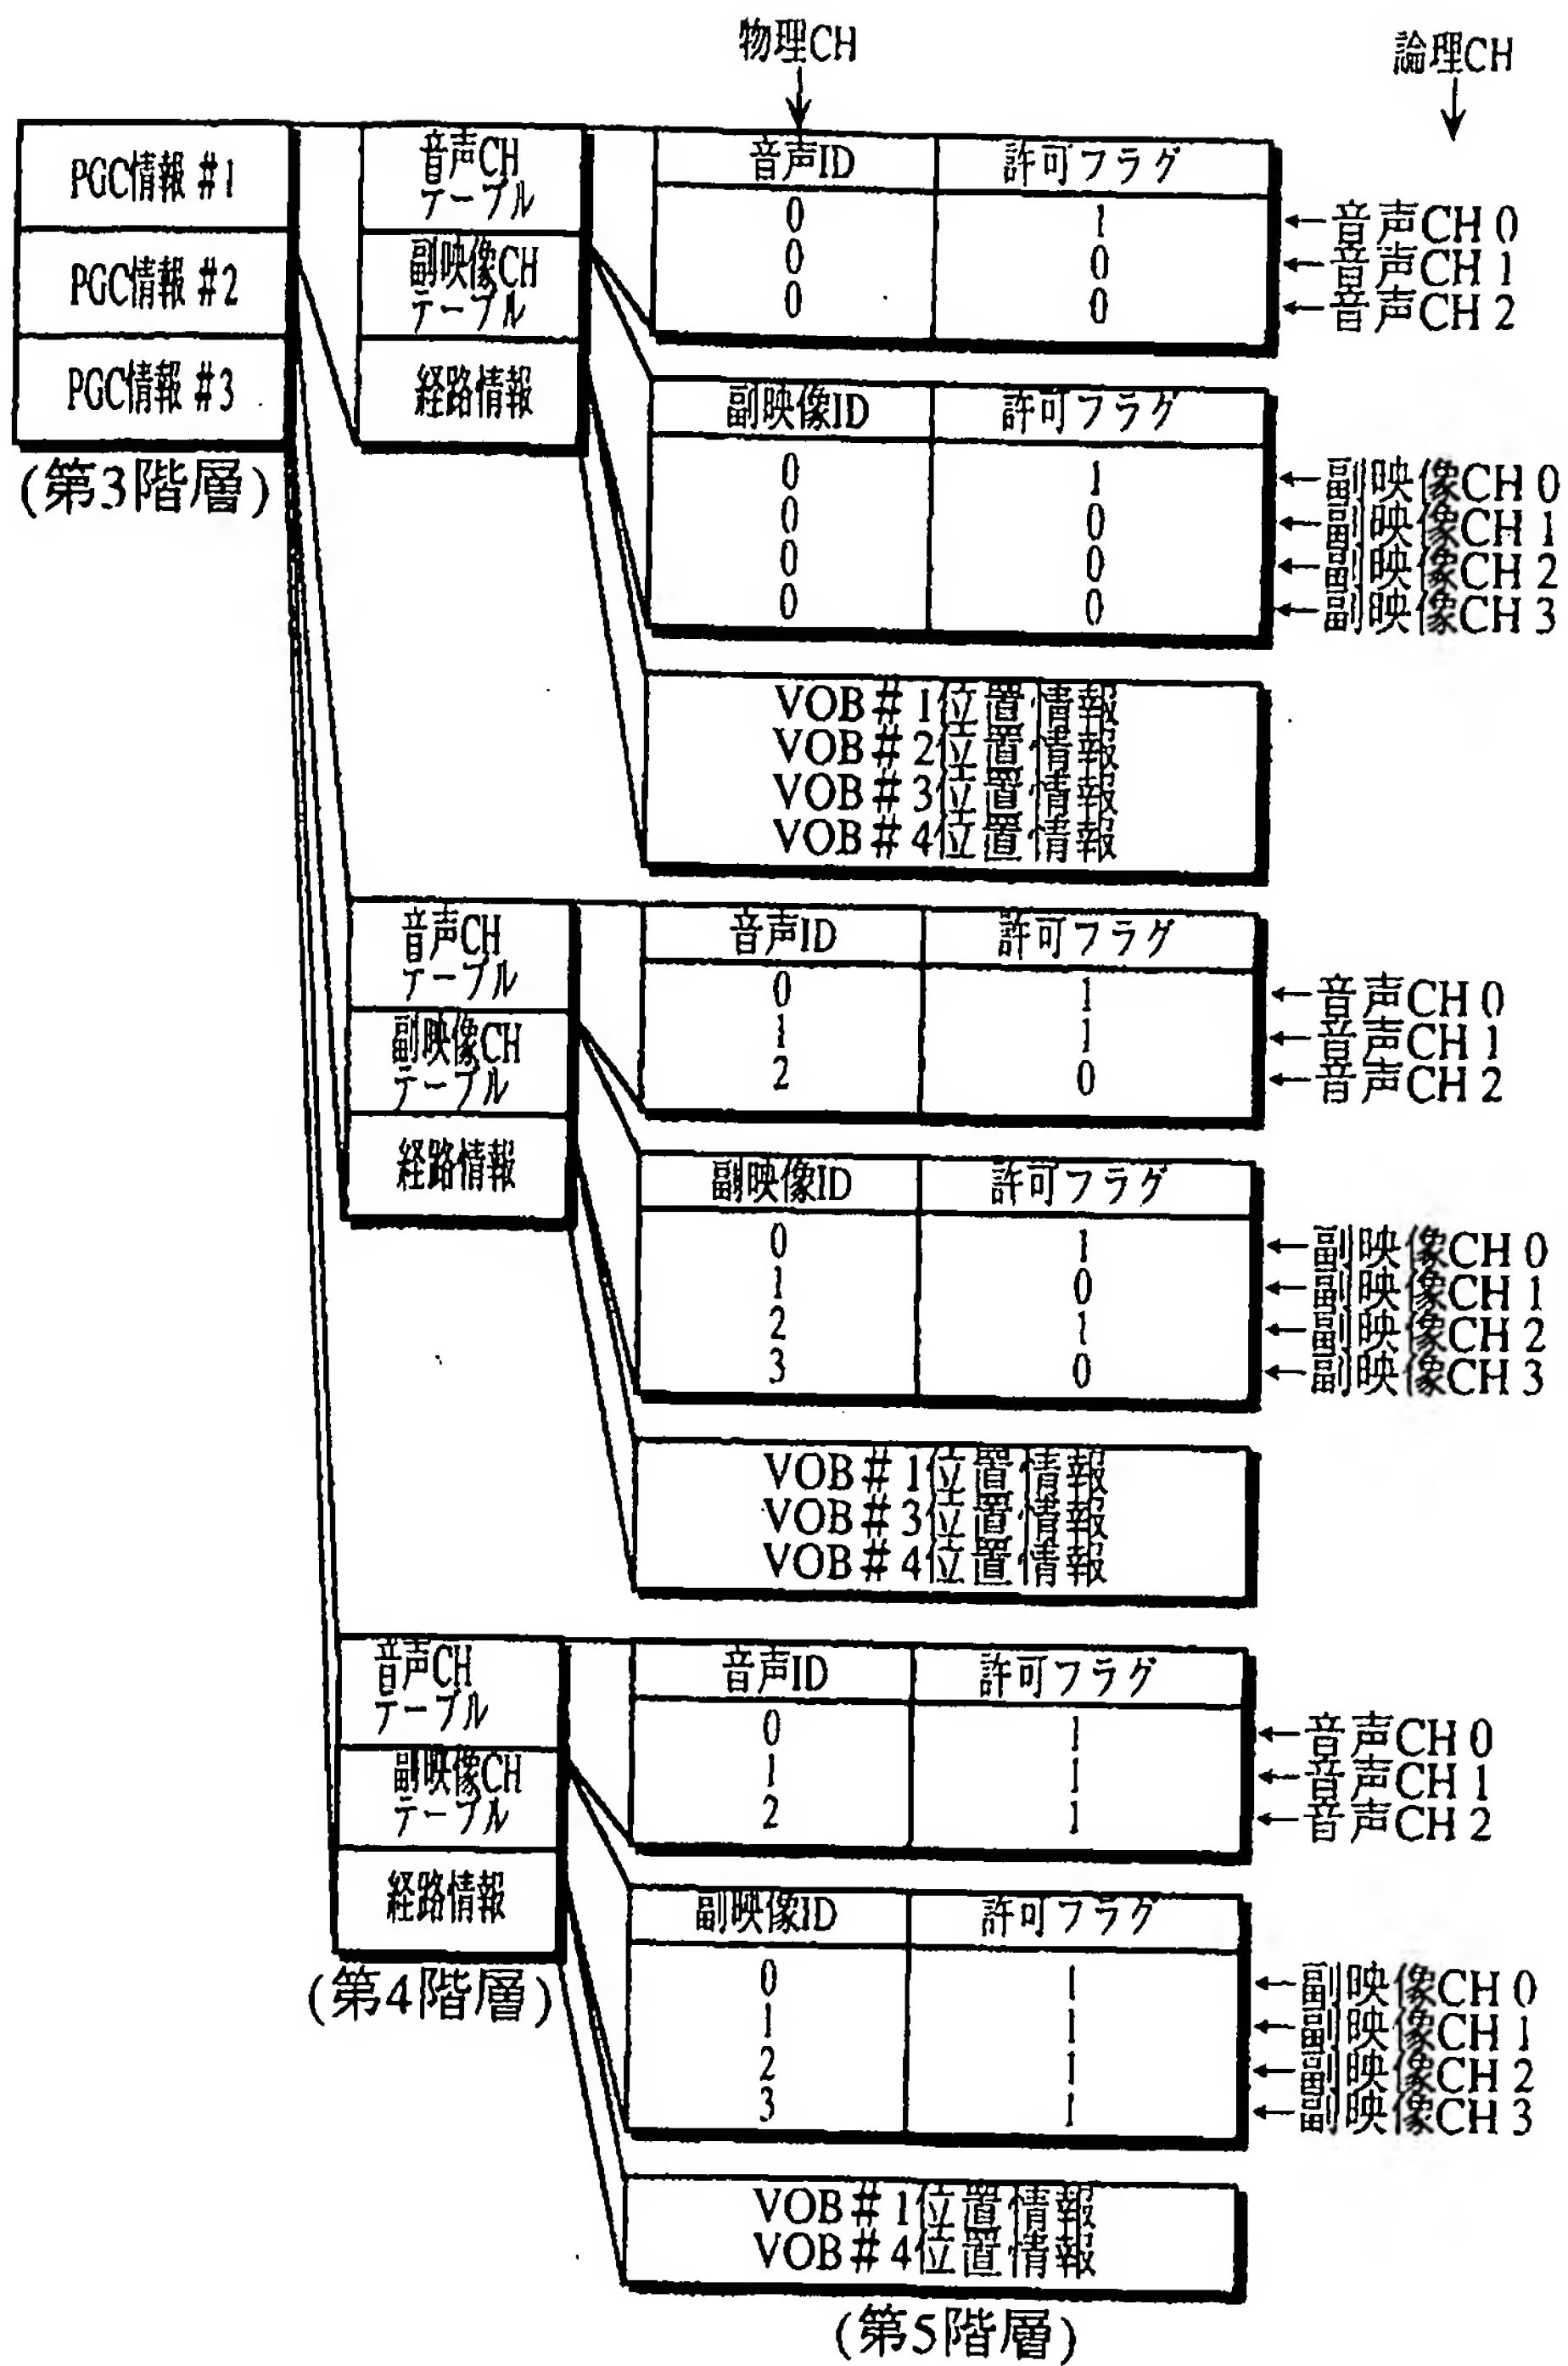 物理CH
論理CH
PGC情報 #1
PGC情報 #2
PGC情報 #3
(第3階層)
音声CH
テーブル
副映像CH
テーブル
経路情報
音声ID 許可フラグ
0 1 ←音声CH 0
0 0 ←音声CH 1
0 0 ←音声CH 2
副映像ID 許可フラグ
0 1 ←副映像CH 0
0 0 ←副映像CH 1
0 0 ←副映像CH 2
0 0 ←副映像CH 3
VOB#1位置情報
VOB#2位置情報
VOB#3位置情報
VOB#4位置情報
音声CH
テーブル
副映像CH
テーブル
経路情報
音声ID 許可フラグ
0 1 ←音声CH 0
1 1 ←音声CH 1
2 0 ←音声CH 2
副映像ID 許可フラグ
0 1 ←副映像CH 0
1 0 ←副映像CH 1
2 1 ←副映像CH 2
3 0 ←副映像CH 3
VOB#1位置情報
VOB#3位置情報
VOB#4位置情報
音声CH
テーブル
副映像CH
テーブル
経路情報
(第4階層)
音声ID 許可フラグ
0 1 ←音声CH 0
1 1 ←音声CH 1
2 1 ←音声CH 2
副映像ID 許可フラグ
0 1 ←副映像CH 0
1 1 ←副映像CH 1
2 1 ←副映像CH 2
3 1 ←副映像CH 3
VOB#1位置情報
VOB#4位置情報
(第5階層)